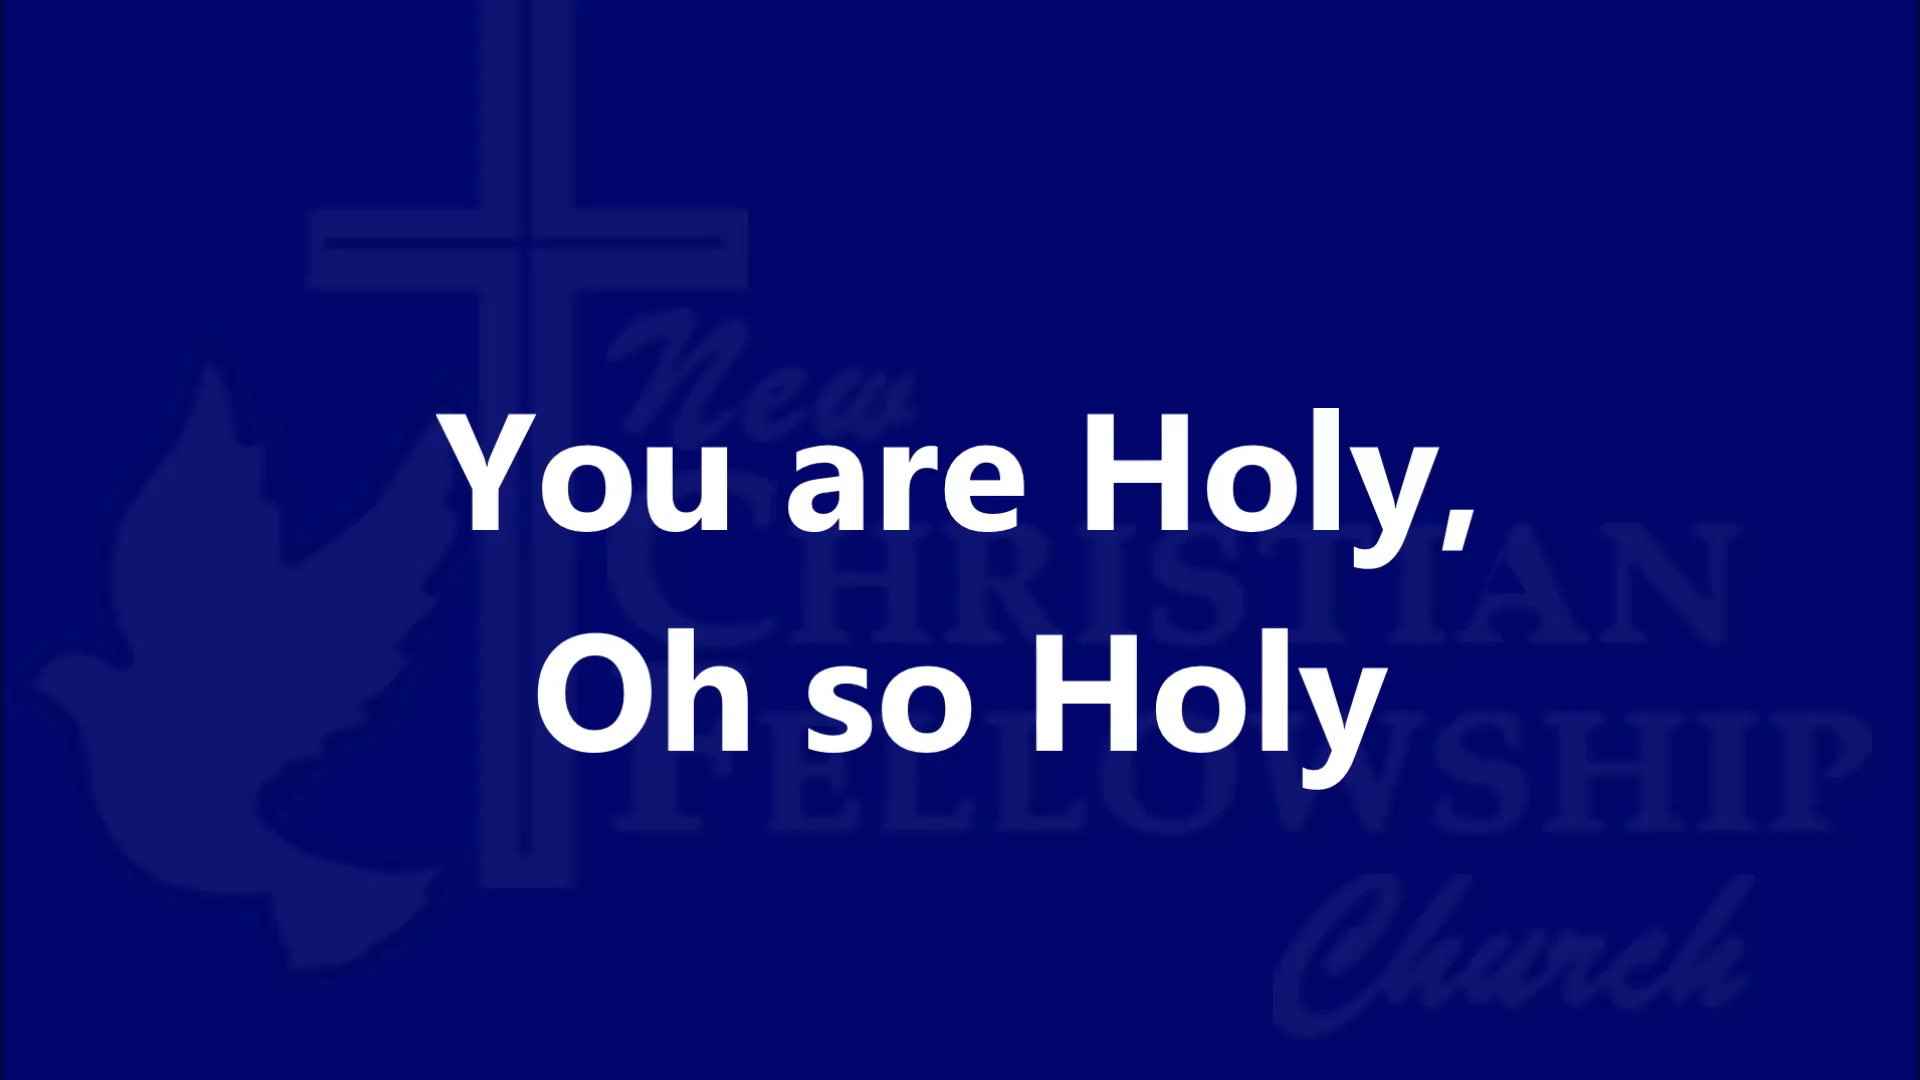 You are Holy,
Oh so Holy
New
CHRISTIAN
FELLOWSHIP
Church